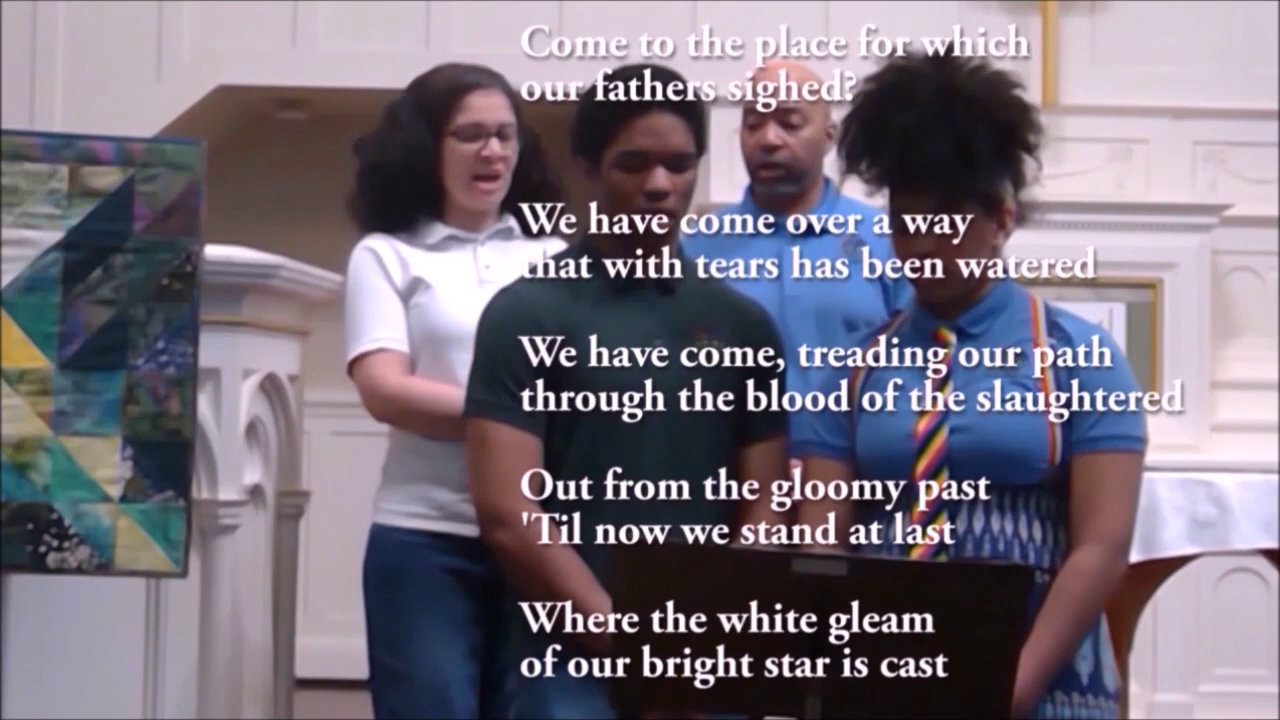 Come to the place for which
our fathers sighed?
We have come over a way
that with tears has been watered
We have come, treading our path
through the blood of the slaughtered
Out from the gloomy past
'Til now we stand at last
Where the white gleam
of our bright star is cast